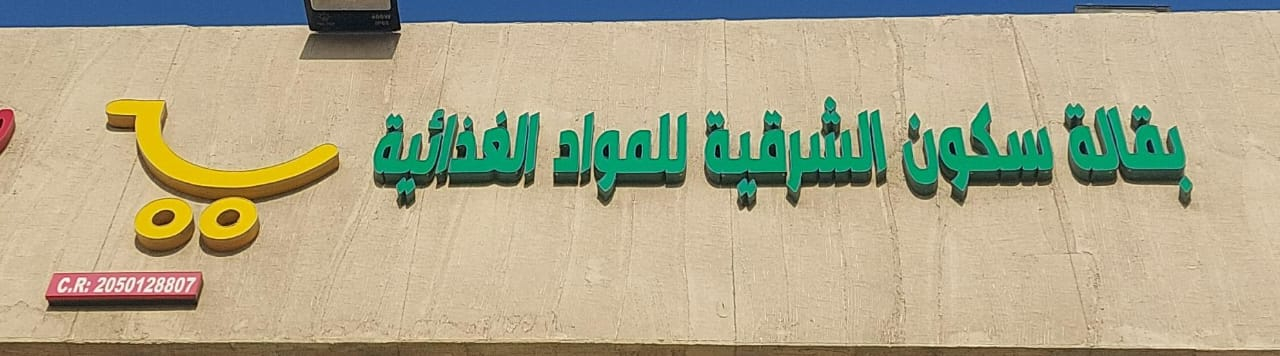 بقالة سكون الشرقية للمواد الغذائية
C.R: 2050128807